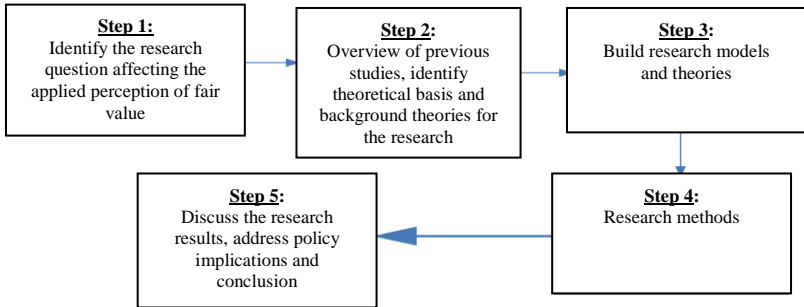 Step 1:
Identify the research
question affecting the
applied perception of fair
value
Step 2:
Overview of previous
studies, identify
theoretical basis and
background theories for
the research
Step 3:
Build research models
and theories
Step 4:
Research methods
Step 5:
Discuss the research
results, address policy
implications and
conclusion